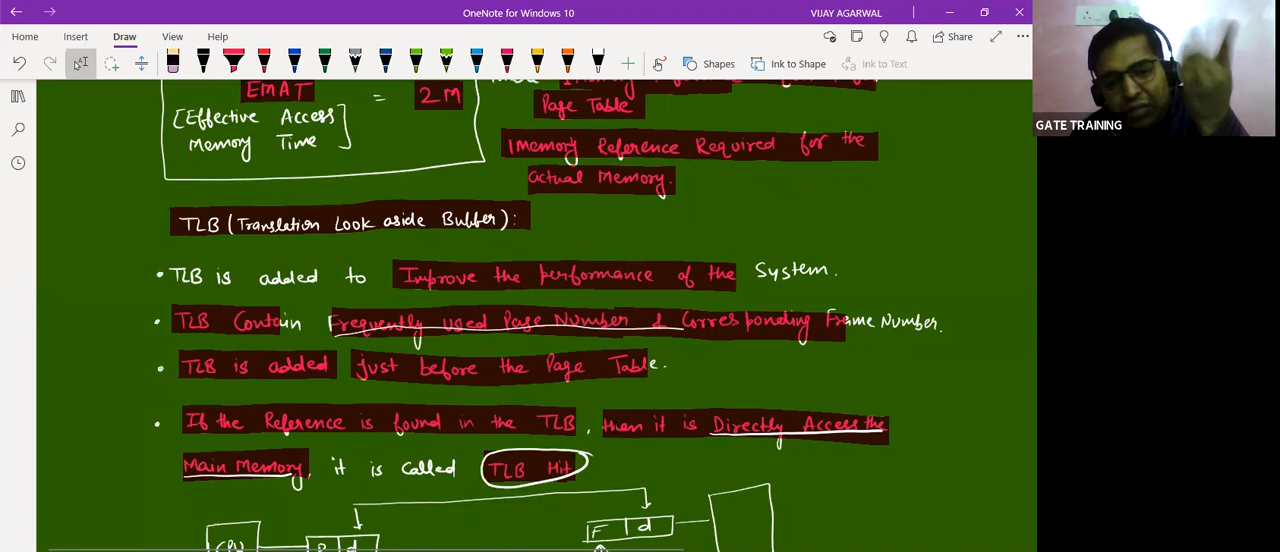 OneNote for Windows 10
VIJAY AGARWAL
Home
Insert
Draw
View
Help
Share
Shapes
Ink to Shape
Ink to Text
GATE TRAINING
EMAT = 2M
[Effective Access
Memory Time]
Page Table
1 Memory Reference Required for the
actual Memory.
TLB (Translation Look aside Buffer):
• TLB is added to Improve the performance of the System.
• TLB Contain Frequently used Page Number & Corresponding Frame Number.
• TLB is added just before the Page Table.
• If the Reference is found in the TLB, then it is Directly Access the
Main Memory, it is called TLB Hit
F d
CPU P d